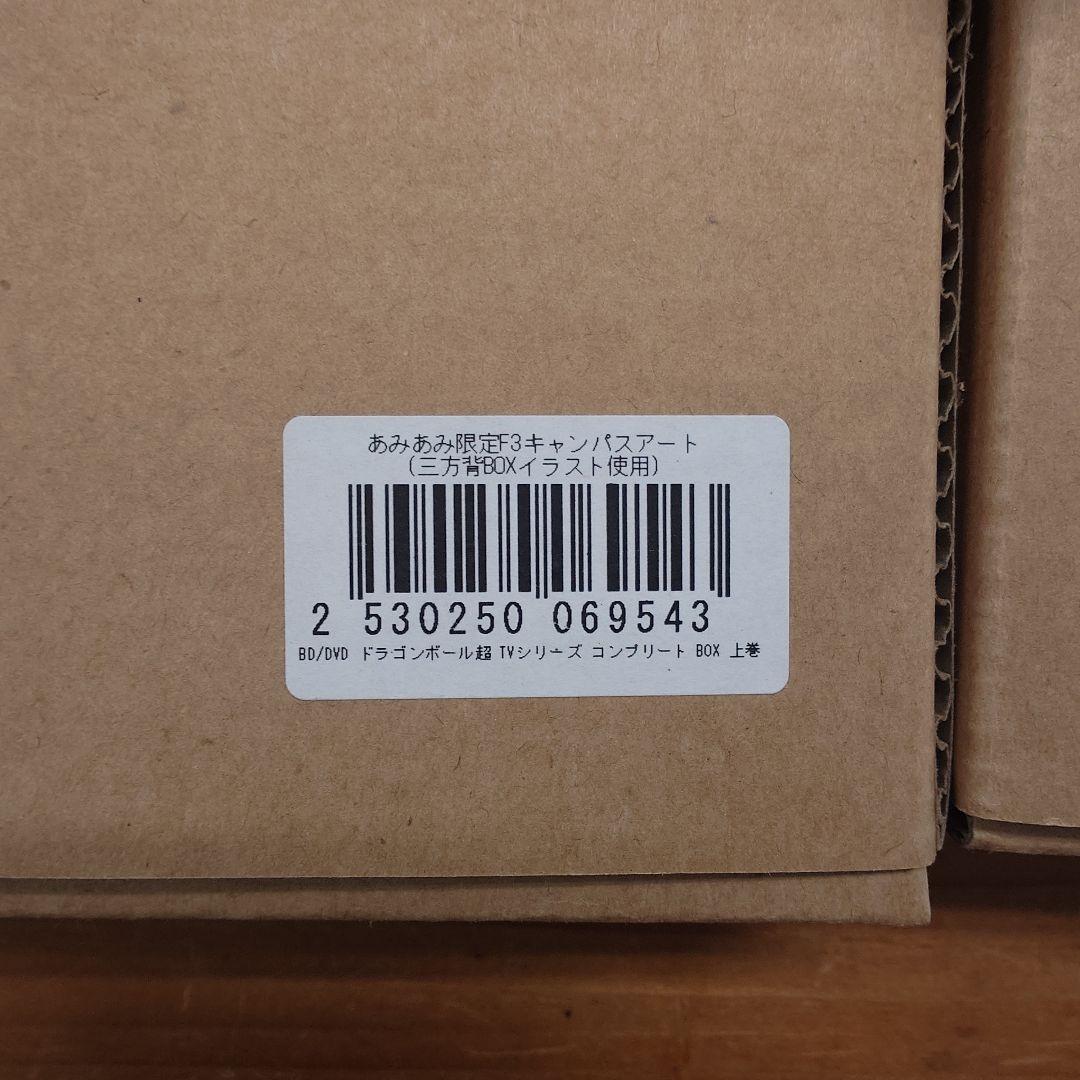 あみあみ限定F3キャンバスアート
(三方背BOXイラスト使用)
2 530250 069543
BD/DVD ドラゴンボール超 TVシリーズ コンプリート BOX 上巻